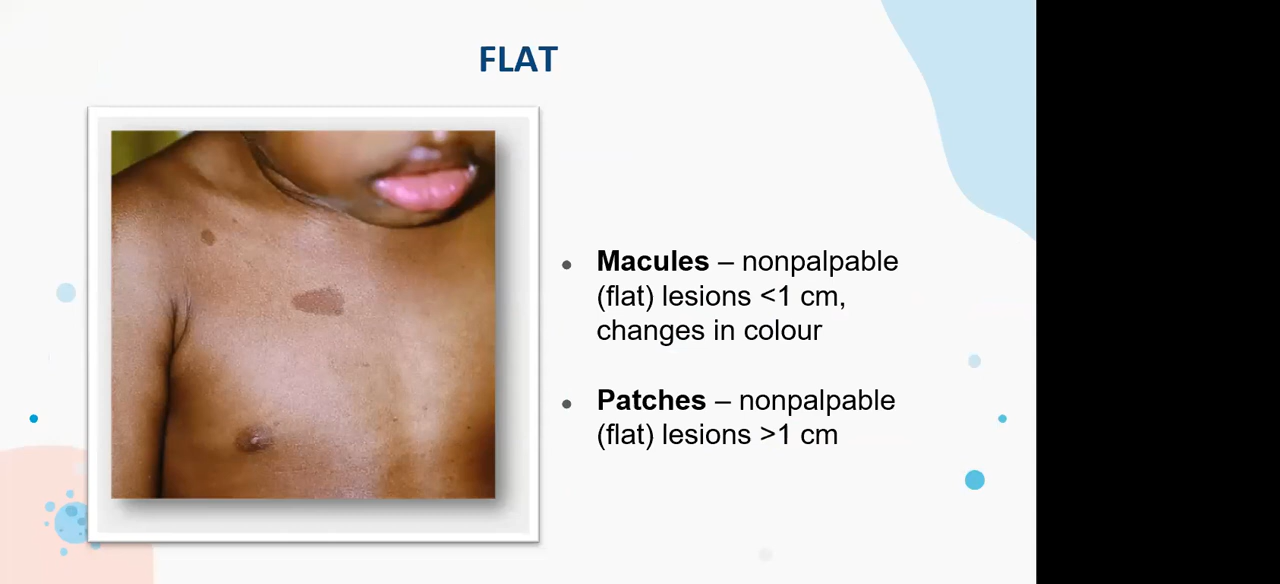 FLAT
Macules – nonpalpable
(flat) lesions <1 cm,
changes in colour
Patches – nonpalpable
(flat) lesions >1 cm